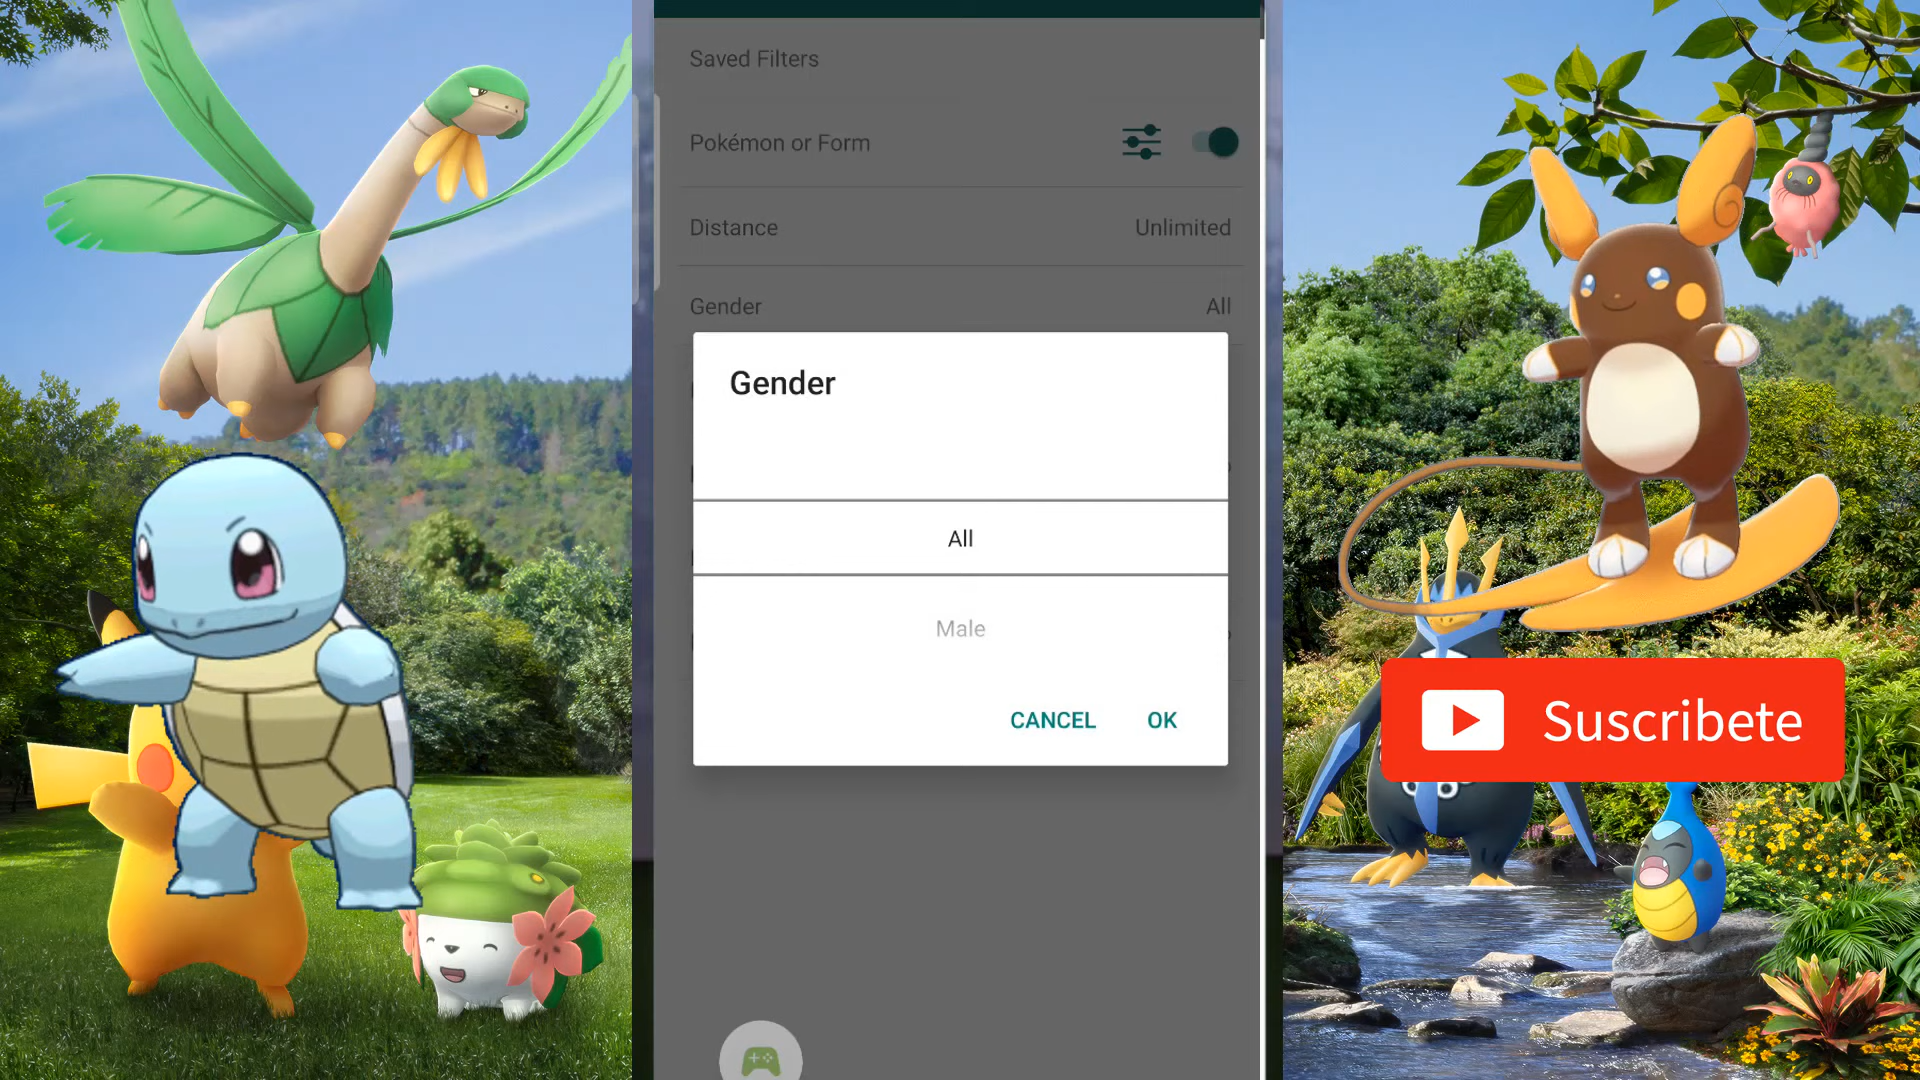 Saved Filters
Pokémon or Form
Distance Unlimited
Gender All
Gender
All
Male
CANCEL OK
Suscribete